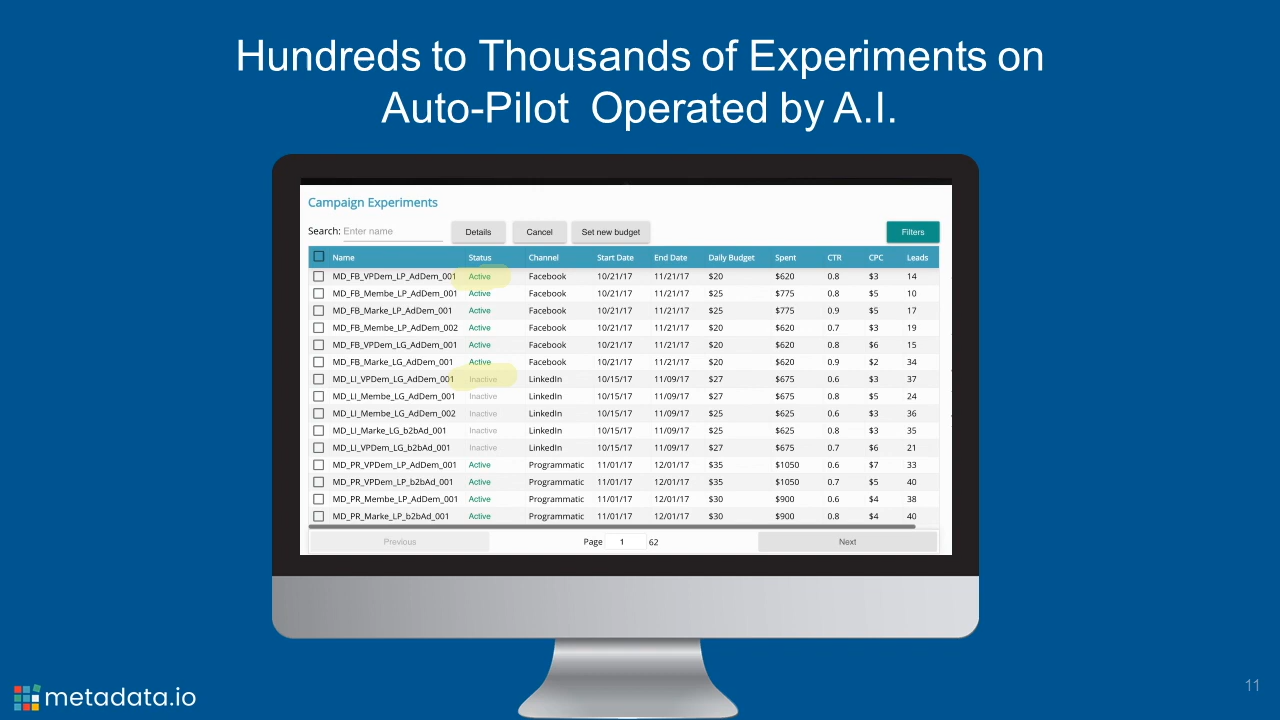 Hundreds to Thousands of Experiments on
Auto-Pilot  Operated by A.I.
Campaign Experiments
Search: Enter name Details Cancel Set new budget Filters
Name Status Channel Start Date End Date Daily Budget Spent CTR CPC Leads
MD_FB_VPDem_LP_AdDem_001 Active Facebook 10/21/17 11/21/17 $20 $620 0.8 $3 14
MD_FB_Membe_LP_AdDem_001 Active Facebook 10/21/17 11/21/17 $25 $775 0.8 $5 10
MD_FB_Marke_LP_AdDem_001 Active Facebook 10/21/17 11/21/17 $25 $775 0.9 $5 17
MD_FB_Membe_LP_AdDem_002 Active Facebook 10/21/17 11/21/17 $20 $620 0.7 $3 19
MD_FB_VPDem_LG_AdDem_001 Active Facebook 10/21/17 11/21/17 $20 $620 0.8 $6 15
MD_FB_Marke_LG_AdDem_001 Active Facebook 10/21/17 11/21/17 $20 $620 0.9 $2 34
MD_LI_VPDem_LG_AdDem_001 Inactive LinkedIn 10/15/17 11/09/17 $27 $675 0.6 $3 37
MD_LI_Membe_LG_AdDem_001 Inactive LinkedIn 10/15/17 11/09/17 $27 $675 0.8 $5 24
MD_LI_Membe_LG_AdDem_002 Inactive LinkedIn 10/15/17 11/09/17 $25 $625 0.6 $3 36
MD_LI_Marke_LG_b2bAd_001 Inactive LinkedIn 10/15/17 11/09/17 $25 $625 0.8 $3 35
MD_LI_VPDem_LG_b2bAd_001 Inactive LinkedIn 10/15/17 11/09/17 $27 $675 0.7 $6 21
MD_PR_VPDem_LP_AdDem_001 Active Programmatic 11/01/17 12/01/17 $35 $1050 0.6 $7 33
MD_PR_VPDem_LP_b2bAd_001 Active Programmatic 11/01/17 12/01/17 $35 $1050 0.7 $5 40
MD_PR_Membe_LP_AdDem_001 Active Programmatic 11/01/17 12/01/17 $30 $900 0.6 $4 38
MD_PR_Marke_LP_b2bAd_001 Active Programmatic 11/01/17 12/01/17 $30 $900 0.8 $4 40
Previous Page 1 62 Next
metadata.io
11